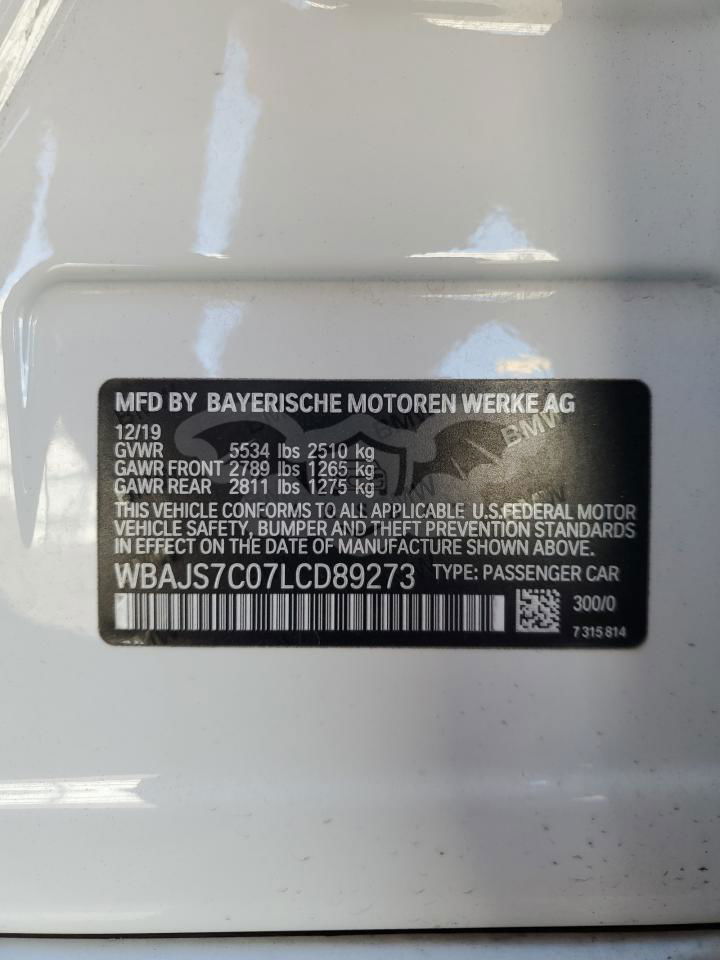 MFD BY BAYERISCHE MOTOREN WERKE AG
12/19
GVWR 5534 lbs 2510 kg
GAWR FRONT 2789 lbs 1265 kg
GAWR REAR 2811 lbs 1275 kg
THIS VEHICLE CONFORMS TO ALL APPLICABLE U.S.FEDERAL MOTOR
VEHICLE SAFETY, BUMPER AND THEFT PREVENTION STANDARDS
IN EFFECT ON THE DATE OF MANUFACTURE SHOWN ABOVE.
WBAJS7C07LCD89273 TYPE: PASSENGER CAR
300/0
7 315 814
BMW
BMW